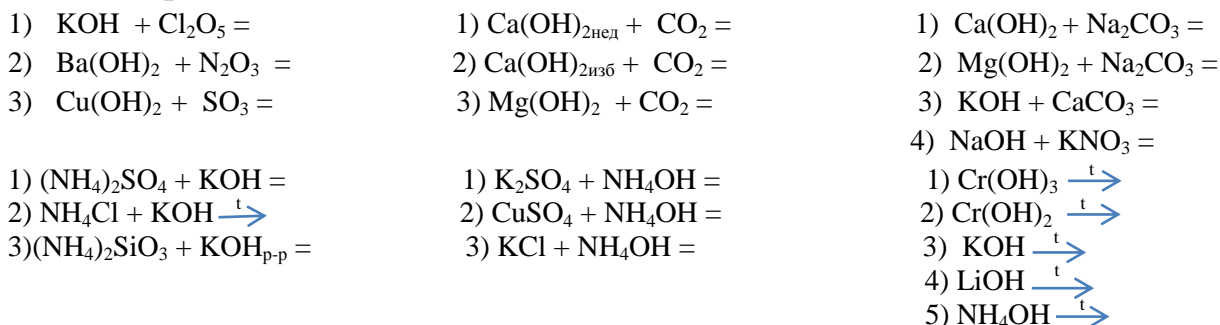 1) KOH + Cl₂O₅ =
2) Ba(OH)₂ + N₂O₃ =
3) Cu(OH)₂ + SO₃ =
1) Ca(OH)₂нед + CO₂ =
2) Ca(OH)₂изб + CO₂ =
3) Mg(OH)₂ + CO₂ =
1) Ca(OH)₂ + Na₂CO₃ =
2) Mg(OH)₂ + Na₂CO₃ =
3) KOH + CaCO₃ =
4) NaOH + KNO₃ =
1) (NH₄)₂SO₄ + KOH =
2) NH₄Cl + KOH t→
3)(NH₄)₂SiO₃ + KOHр-р =
1) K₂SO₄ + NH₄OH =
2) CuSO₄ + NH₄OH =
3) KCl + NH₄OH =
1) Cr(OH)₃ t→
2) Cr(OH)₂ t→
3) KOH t→
4) LiOH t→
5) NH₄OH t→